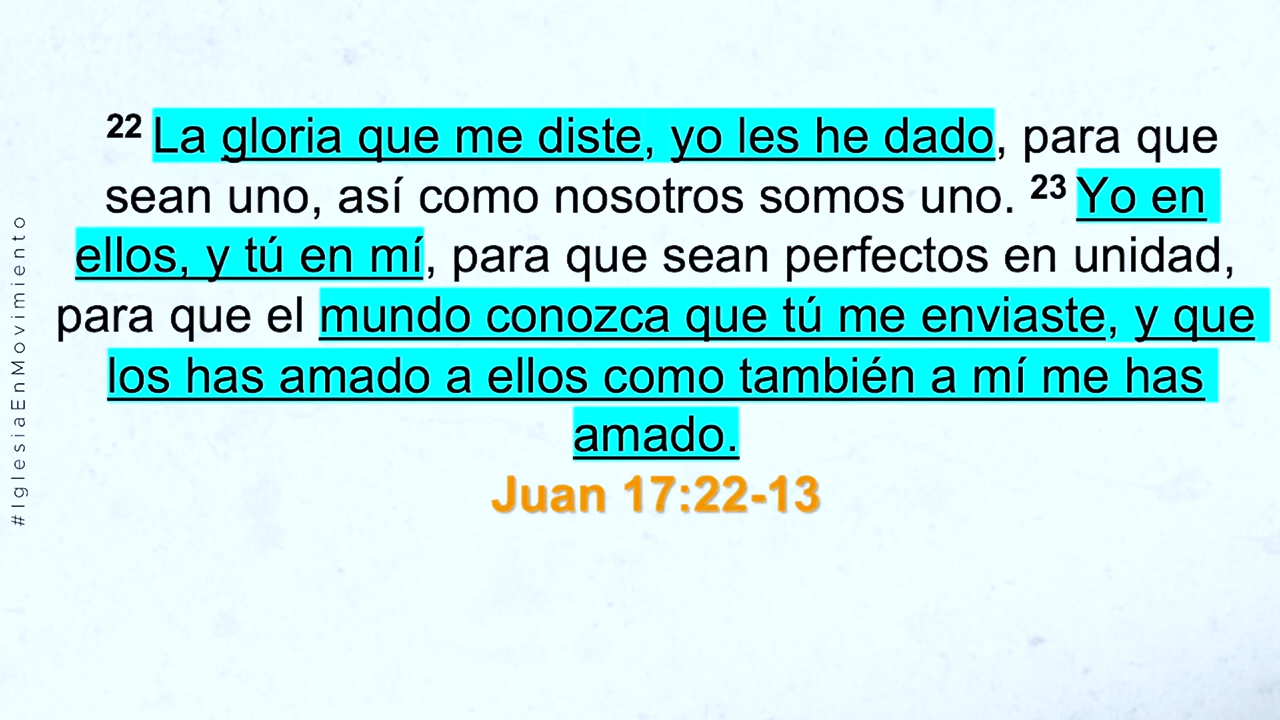 22 La gloria que me diste, yo les he dado, para que
sean uno, así como nosotros somos uno. 23 Yo en
ellos, y tú en mí, para que sean perfectos en unidad,
para que el mundo conozca que tú me enviaste, y que
los has amado a ellos como también a mí me has
amado.
Juan 17:22-13
#IglesiaEnMovimiento